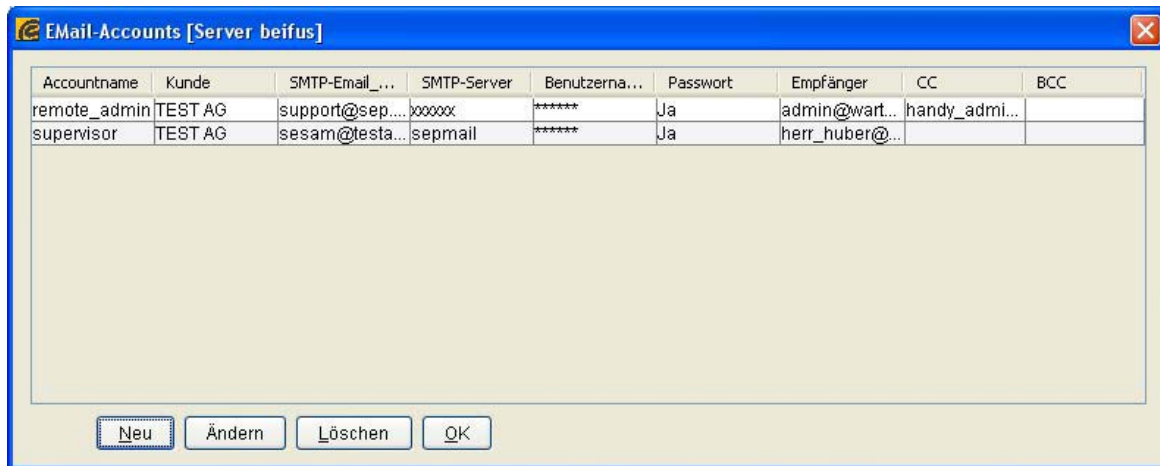 EMail-Accounts [Server beifus]
Accountname Kunde SMTP-Email_... SMTP-Server Benutzerna... Passwort Empfänger CC BCC
remote_admin TEST AG support@sep.... xxxxxx ****** Ja admin@wart... handy_admi...
supervisor TEST AG sesam@testa... sepmail ****** Ja herr_huber@...
Neu Ändern Löschen OK